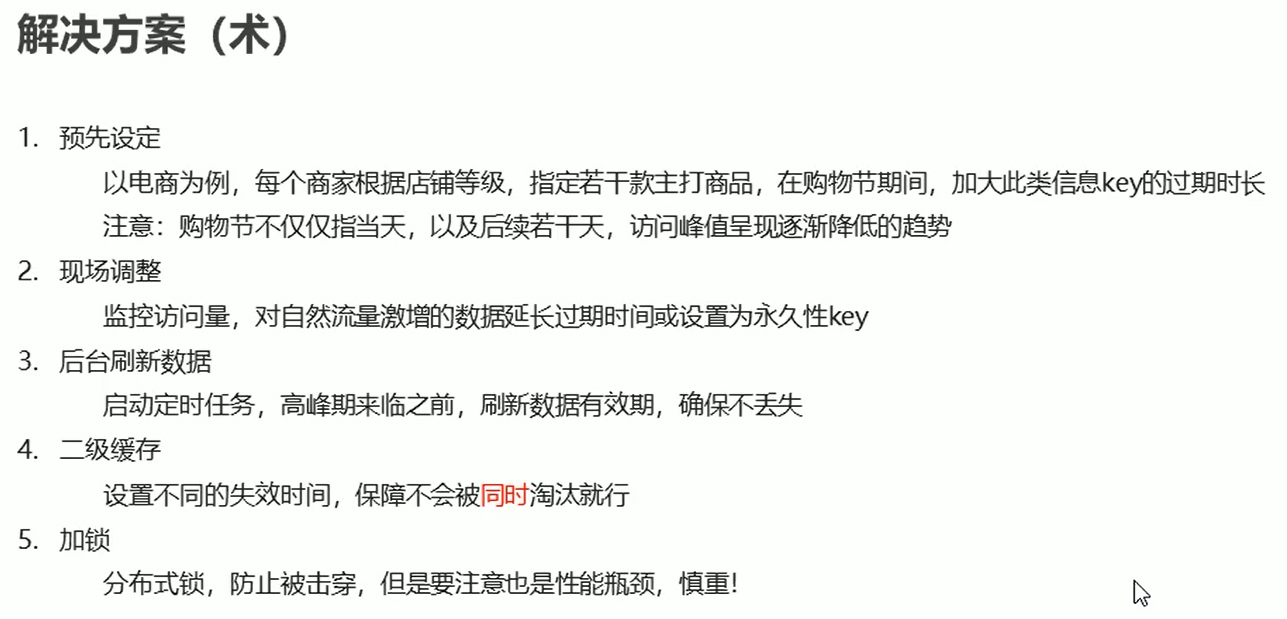 解决方案（术）
1. 预先设定
以电商为例，每个商家根据店铺等级，指定若干款主打商品，在购物节期间，加大此类信息key的过期时长
注意：购物节不仅仅指当天，以及后续若干天，访问峰值呈现逐渐降低的趋势
2. 现场调整
监控访问量，对自然流量激增的数据延长过期时间或设置为永久性key
3. 后台刷新数据
启动定时任务，高峰期来临之前，刷新数据有效期，确保不丢失
4. 二级缓存
设置不同的失效时间，保障不会被同时淘汰就行
5. 加锁
分布式锁，防止被击穿，但是要注意也是性能瓶颈，慎重！